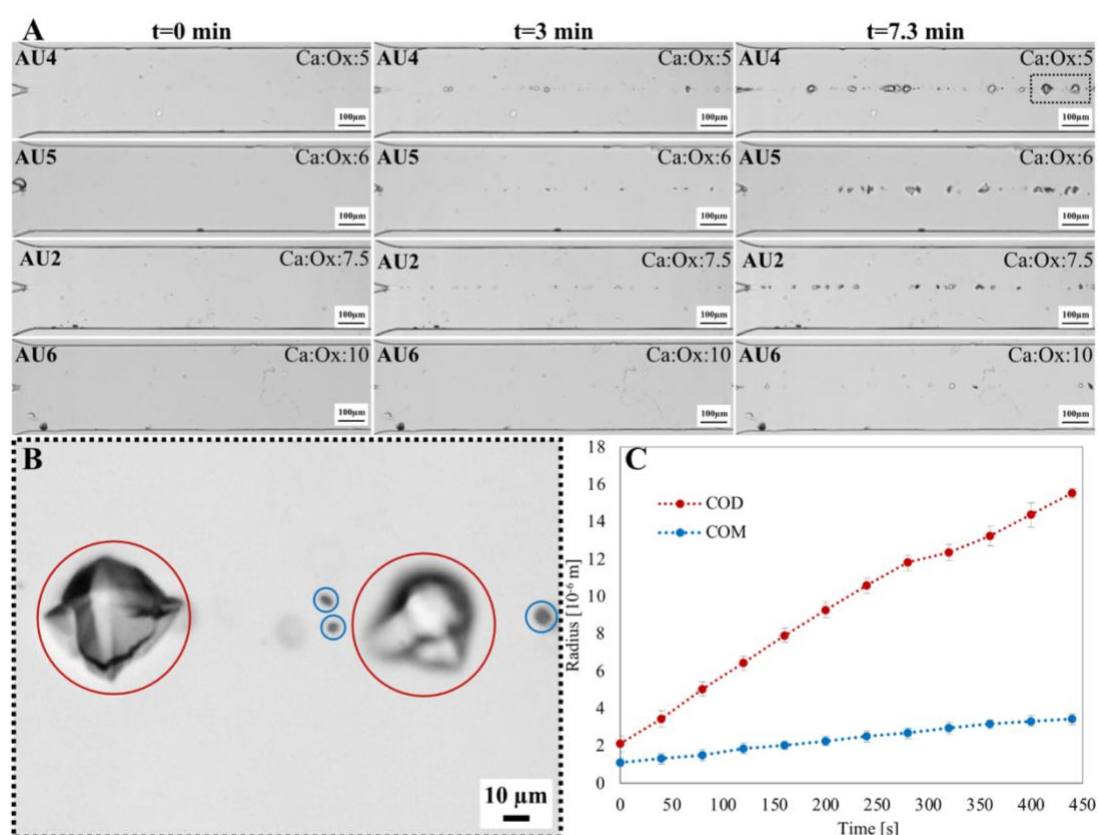 A
t=0 min t=3 min t=7.3 min
AU4 Ca:Ox:5 AU4 Ca:Ox:5 AU4 Ca:Ox:5
100µm 100µm 100µm
AU5 Ca:Ox:6 AU5 Ca:Ox:6 AU5 Ca:Ox:6
100µm 100µm 100µm
AU2 Ca:Ox:7.5 AU2 Ca:Ox:7.5 AU2 Ca:Ox:7.5
100µm 100µm 100µm
AU6 Ca:Ox:10 AU6 Ca:Ox:10 AU6 Ca:Ox:10
100µm 100µm 100µm
B
10 µm
C
COD
COM
Radius [10⁻⁶ m]
18
16
14
12
10
8
6
4
2
0
0 50 100 150 200 250 300 350 400 450
Time [s]